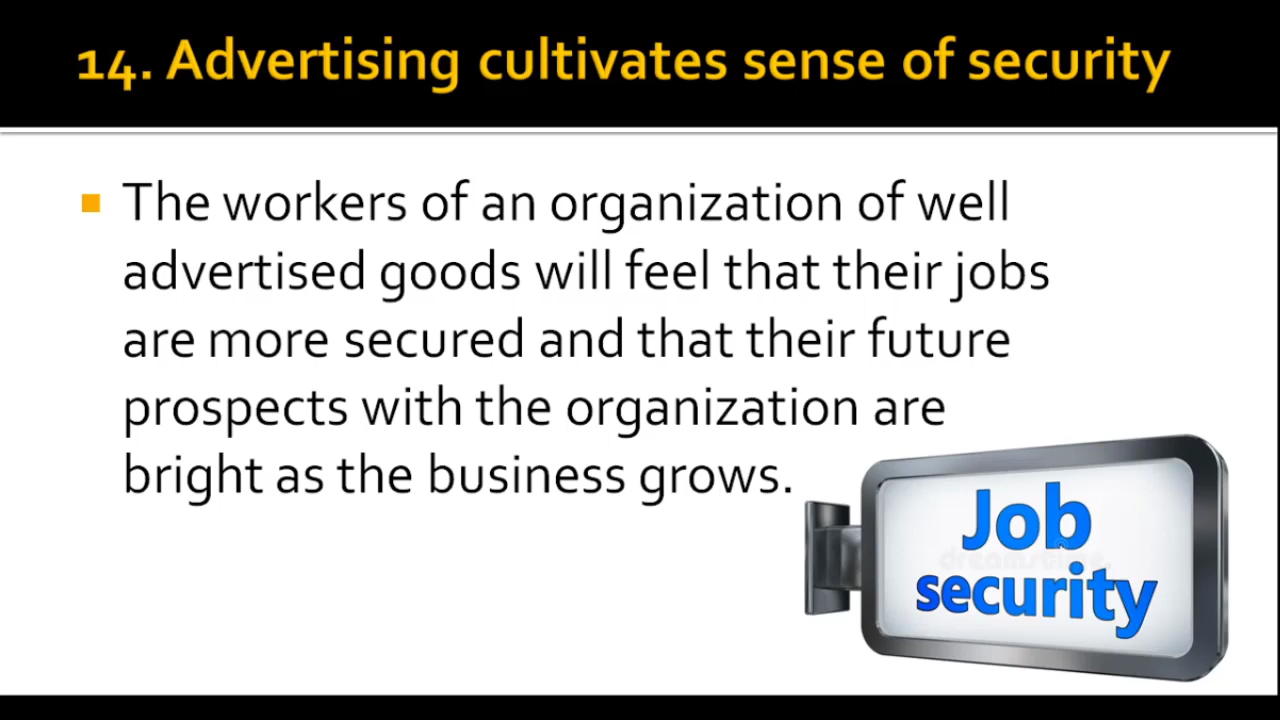 14. Advertising cultivates sense of security
The workers of an organization of well
advertised goods will feel that their jobs
are more secured and that their future
prospects with the organization are
bright as the business grows.
Job
dreamstime.
security